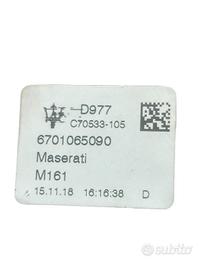 D977
C70533-105
6701065090
Maserati
M161
15.11.18 16:16:38 D
subito